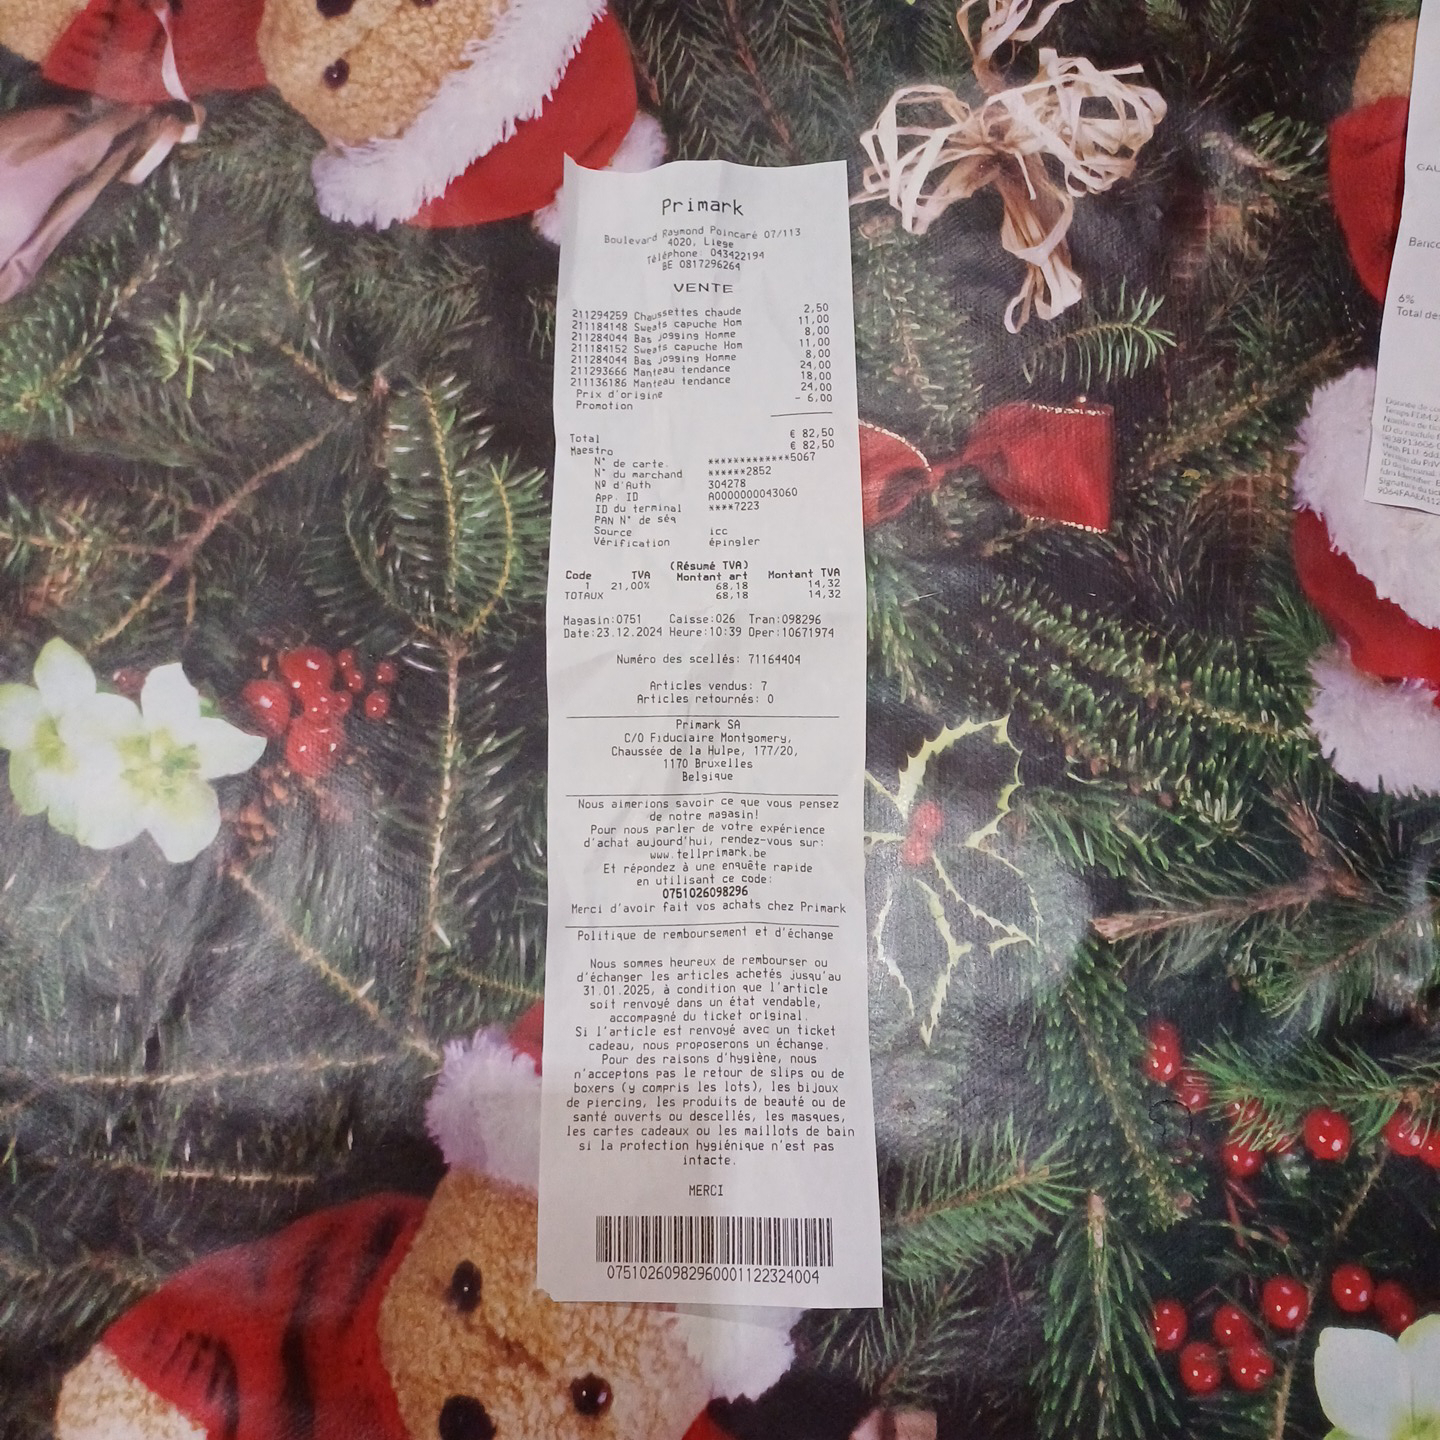 Primark
Boulevard Raymond Poincaré 07/113
4020, Liege
Téléphone: 043422194
BE 0817296264
VENTE
211294259 Chaussettes chaude 2,50
211184148 Sweats capuche Hom 11,00
211284044 Bas jogging Homme 8,00
211184152 Sweats capuche Hom 11,00
211284044 Bas jogging Homme 8,00
211293666 Manteau tendance 24,00
211136186 Manteau tendance 18,00
Prix d'origine 24,00
Promotion - 6,00
Total € 82,50
Maestro € 82,50
N° de carte. ************5067
N° du marchand ******2852
Nº d'Auth 304278
App. ID A0000000043060
ID du terminal ****7223
PAN N° de séq
Source icc
Vérification épingler
(Résumé TVA)
Code TVA Montant art Montant TVA
1 21,00% 68,18 14,32
TOTAUX 68,18 14,32
Magasin:0751 Caisse:026 Tran:098296
Date:23.12.2024 Heure:10:39 Oper:10671974
Numéro des scellés: 71164404
Articles vendus: 7
Articles retournés: 0
Primark SA
C/O Fiduciaire Montgomery,
Chaussée de la Hulpe, 177/20,
1170 Bruxelles
Belgique
Nous aimerions savoir ce que vous pensez
de notre magasin!
Pour nous parler de votre expérience
d'achat aujourd'hui, rendez-vous sur:
www.tellprimark.be
Et répondez à une enquête rapide
en utilisant ce code:
0751026098296
Merci d'avoir fait vos achats chez Primark
Politique de remboursement et d'échange
Nous sommes heureux de rembourser ou
d'échanger les articles achetés jusqu'au
31.01.2025, à condition que l'article
soit renvoyé dans un état vendable,
accompagné du ticket original.
Si l'article est renvoyé avec un ticket
cadeau, nous proposerons un échange.
Pour des raisons d'hygiène, nous
n'acceptons pas le retour de slips ou de
boxers (y compris les lots), les bijoux
de piercing, les produits de beauté ou de
santé ouverts ou descellés, les masques,
les cartes cadeaux ou les maillots de bain
si la protection hygiénique n'est pas
intacte.
MERCI
07510260982960001122324004
6%
Total des